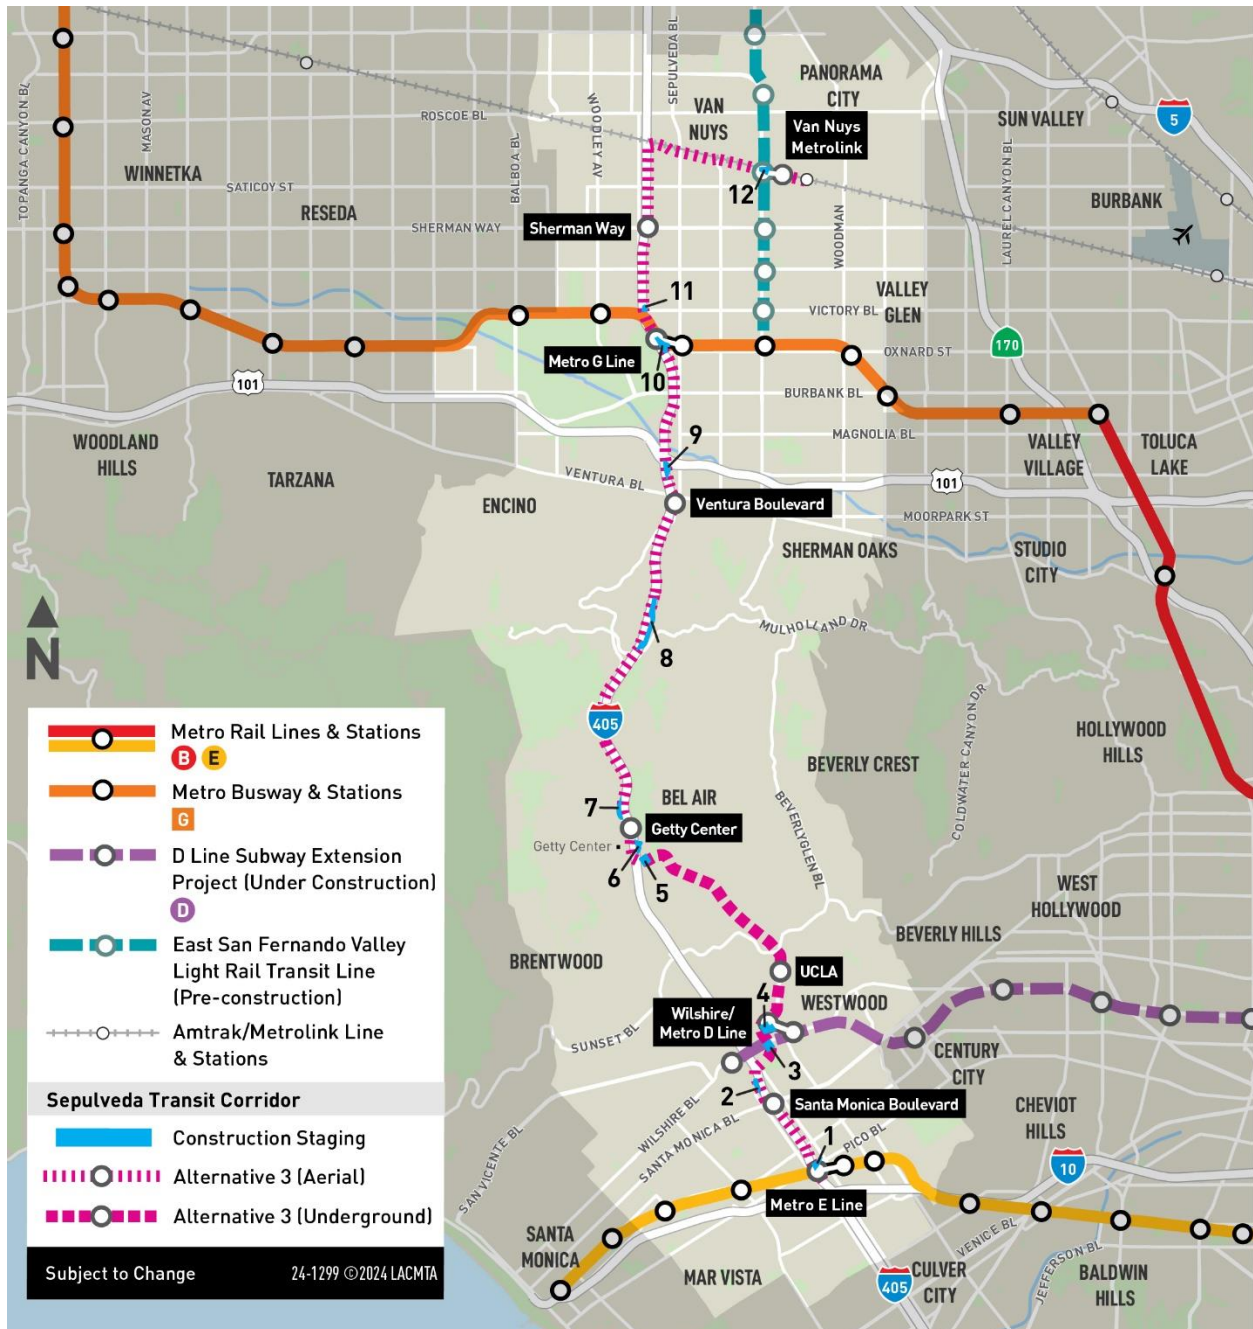 TOPANGA CANYON BL
MASON AV
WINNETKA
SATICOY ST
RESEDA
ROSCOE BL
BALBOA BL
SHERMAN WAY
WOODLEY AV
SEPULVEDA BL
VAN
NUYS
PANORAMA
CITY
Van Nuys
Metrolink
12
SUN VALLEY
5
LAUREL CANYON BL
BURBANK
WOODMAN
Sherman Way
11
VICTORY BL
VALLEY
GLEN
OXNARD ST
170
Metro G Line
10
BURBANK BL
MAGNOLIA BL
101
WOODLAND
HILLS
TARZANA
VENTURA BL
ENCINO
9
Ventura Boulevard
101
VALLEY
VILLAGE
TOLUCA
LAKE
MOORPARK ST
SHERMAN OAKS
STUDIO
CITY
MULHOLLAND DR
8
N
405
COLDWATER CANYON DR
HOLLYWOOD
HILLS
BEVERLY CREST
BEVERLYGLEN BL
7
BEL AIR
Getty Center
Getty Center
6
5
WEST
HOLLYWOOD
BEVERLY HILLS
BRENTWOOD
UCLA
4
WESTWOOD
Wilshire/
Metro D Line
SUNSET BL
3
CENTURY
CITY
2
Santa Monica Boulevard
CHEVIOT
HILLS
WILSHIRE BL
SANTA MONICA BL
SAN VICENTE BL
1
PICO BL
10
Metro E Line
SANTA
MONICA
MAR VISTA
VENICE BL
405
CULVER
CITY
JEFFERSON BL
BALDWIN
HILLS
Metro Rail Lines & Stations
B E
Metro Busway & Stations
G
D Line Subway Extension
Project (Under Construction)
D
East San Fernando Valley
Light Rail Transit Line
(Pre-construction)
Amtrak/Metrolink Line
& Stations
Sepulveda Transit Corridor
Construction Staging
Alternative 3 (Aerial)
Alternative 3 (Underground)
Subject to Change 24-1299 ©2024 LACMTA